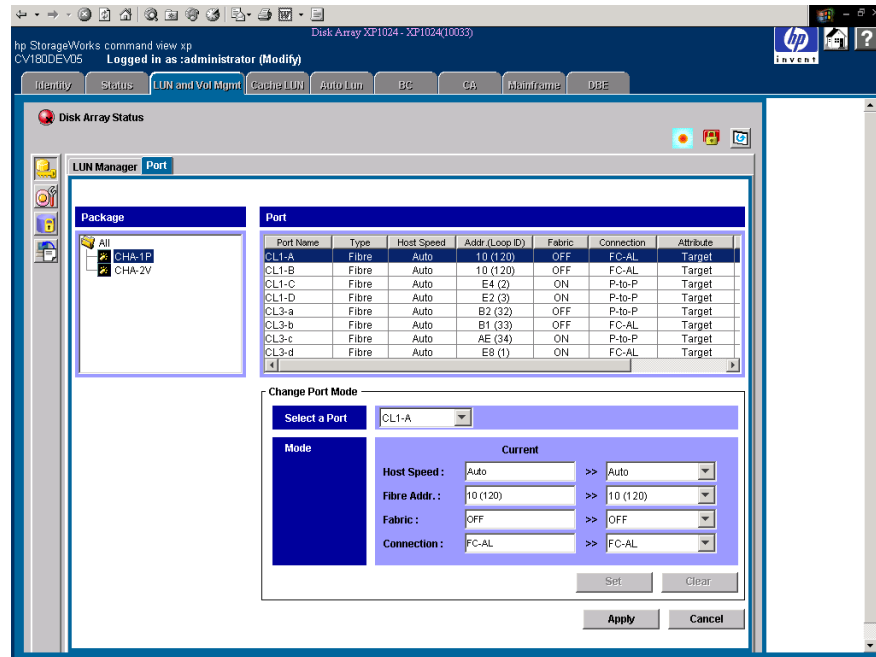 Disk Array XP1024 - XP1024(10033)
hp StorageWorks command view xp
CV180DEV05 Logged in as :administrator (Modify)
hp
invent
?
Identity Status LUN and Vol Mgmt Cache LUN Auto Lun BC CA Mainframe DBE
Disk Array Status
LUN Manager Port
Package
All
CHA-1P
CHA-2V
Port
Port Name Type Host Speed Addr.(Loop ID) Fabric Connection Attribute
CL1-A Fibre Auto 10 (120) OFF FC-AL Target
CL1-B Fibre Auto 10 (120) OFF FC-AL Target
CL1-C Fibre Auto E4 (2) ON P-to-P Target
CL1-D Fibre Auto E2 (3) ON P-to-P Target
CL3-a Fibre Auto B2 (32) OFF P-to-P Target
CL3-b Fibre Auto B1 (33) OFF FC-AL Target
CL3-c Fibre Auto AE (34) ON P-to-P Target
CL3-d Fibre Auto E8 (1) ON FC-AL Target
Change Port Mode
Select a Port CL1-A
Mode Current
Host Speed : Auto >> Auto
Fibre Addr. : 10 (120) >> 10 (120)
Fabric : OFF >> OFF
Connection : FC-AL >> FC-AL
Set Clear
Apply Cancel